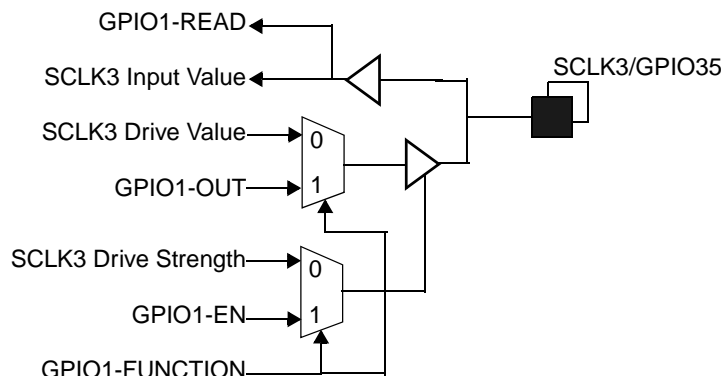 GPIO1-READ
SCLK3 Input Value
SCLK3/GPIO35
SCLK3 Drive Value
0
GPIO1-OUT
1
SCLK3 Drive Strength
0
GPIO1-EN
1
GPIO1-FUNCTION